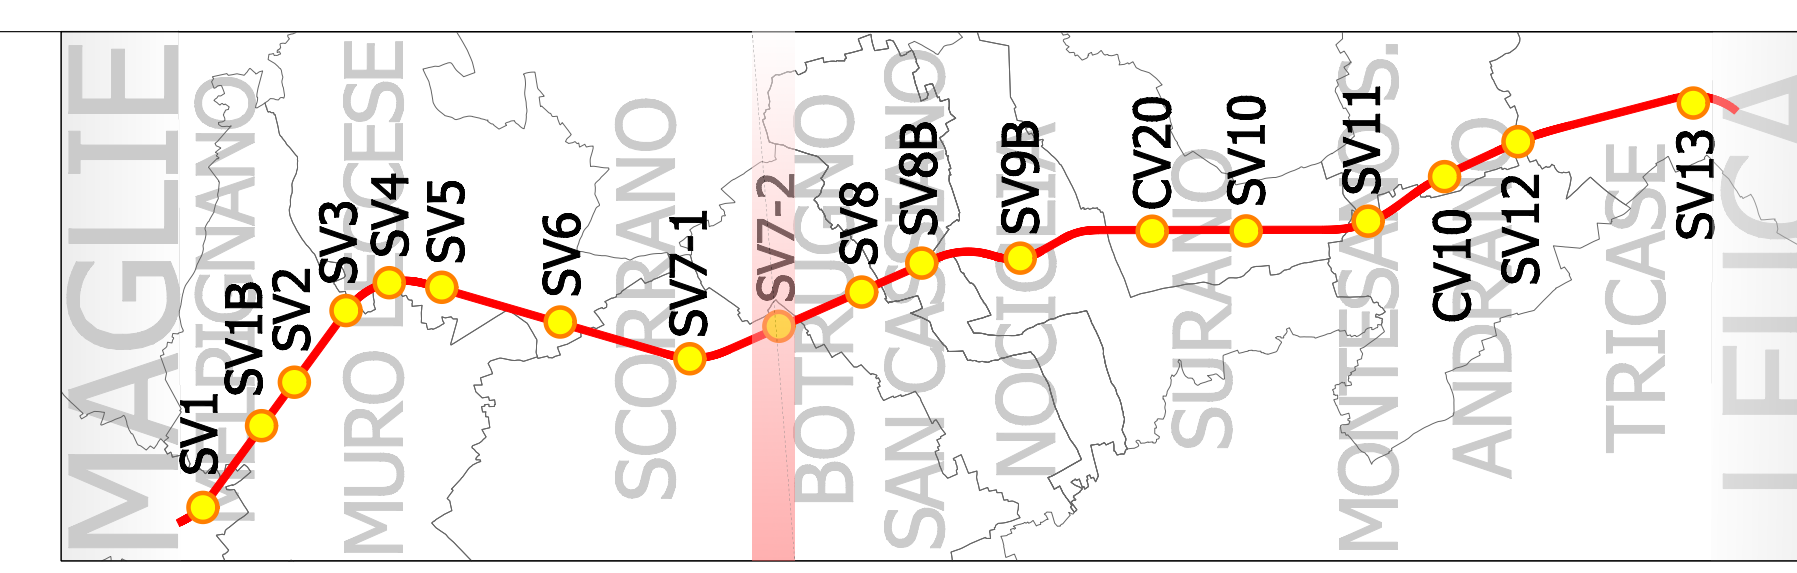 MAGLIE
MELPIGNANO
MURO LECCESE
SCORRANO
BOTRUGNO
SAN CASSIANO
NOCIGLIA
SURANO
MONTESANO S.
ANDRANO
TRICASE
SV1
SV1B
SV2
SV3
SV4
SV5
SV6
SV7-1
SV7-2
SV8
SV8B
SV9B
CV20
SV10
SV11
CV10
SV12
SV13